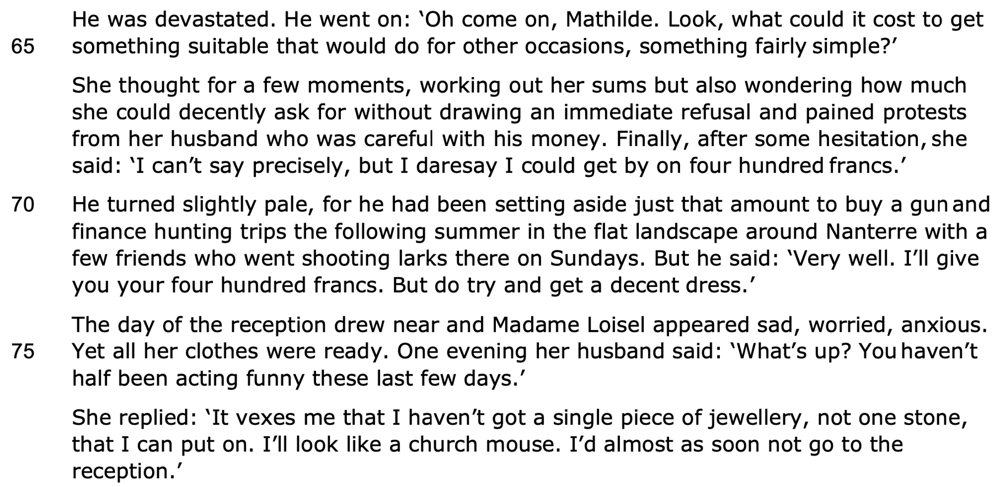 He was devastated. He went on: ‘Oh come on, Mathilde. Look, what could it cost to get
65 something suitable that would do for other occasions, something fairly simple?’
She thought for a few moments, working out her sums but also wondering how much
she could decently ask for without drawing an immediate refusal and pained protests
from her husband who was careful with his money. Finally, after some hesitation, she
said: ‘I can’t say precisely, but I daresay I could get by on four hundred francs.’
70 He turned slightly pale, for he had been setting aside just that amount to buy a gun and
finance hunting trips the following summer in the flat landscape around Nanterre with a
few friends who went shooting larks there on Sundays. But he said: ‘Very well. I’ll give
you your four hundred francs. But do try and get a decent dress.’
The day of the reception drew near and Madame Loisel appeared sad, worried, anxious.
75 Yet all her clothes were ready. One evening her husband said: ‘What’s up? You haven’t
half been acting funny these last few days.’
She replied: ‘It vexes me that I haven’t got a single piece of jewellery, not one stone,
that I can put on. I’ll look like a church mouse. I’d almost as soon not go to the
reception.’